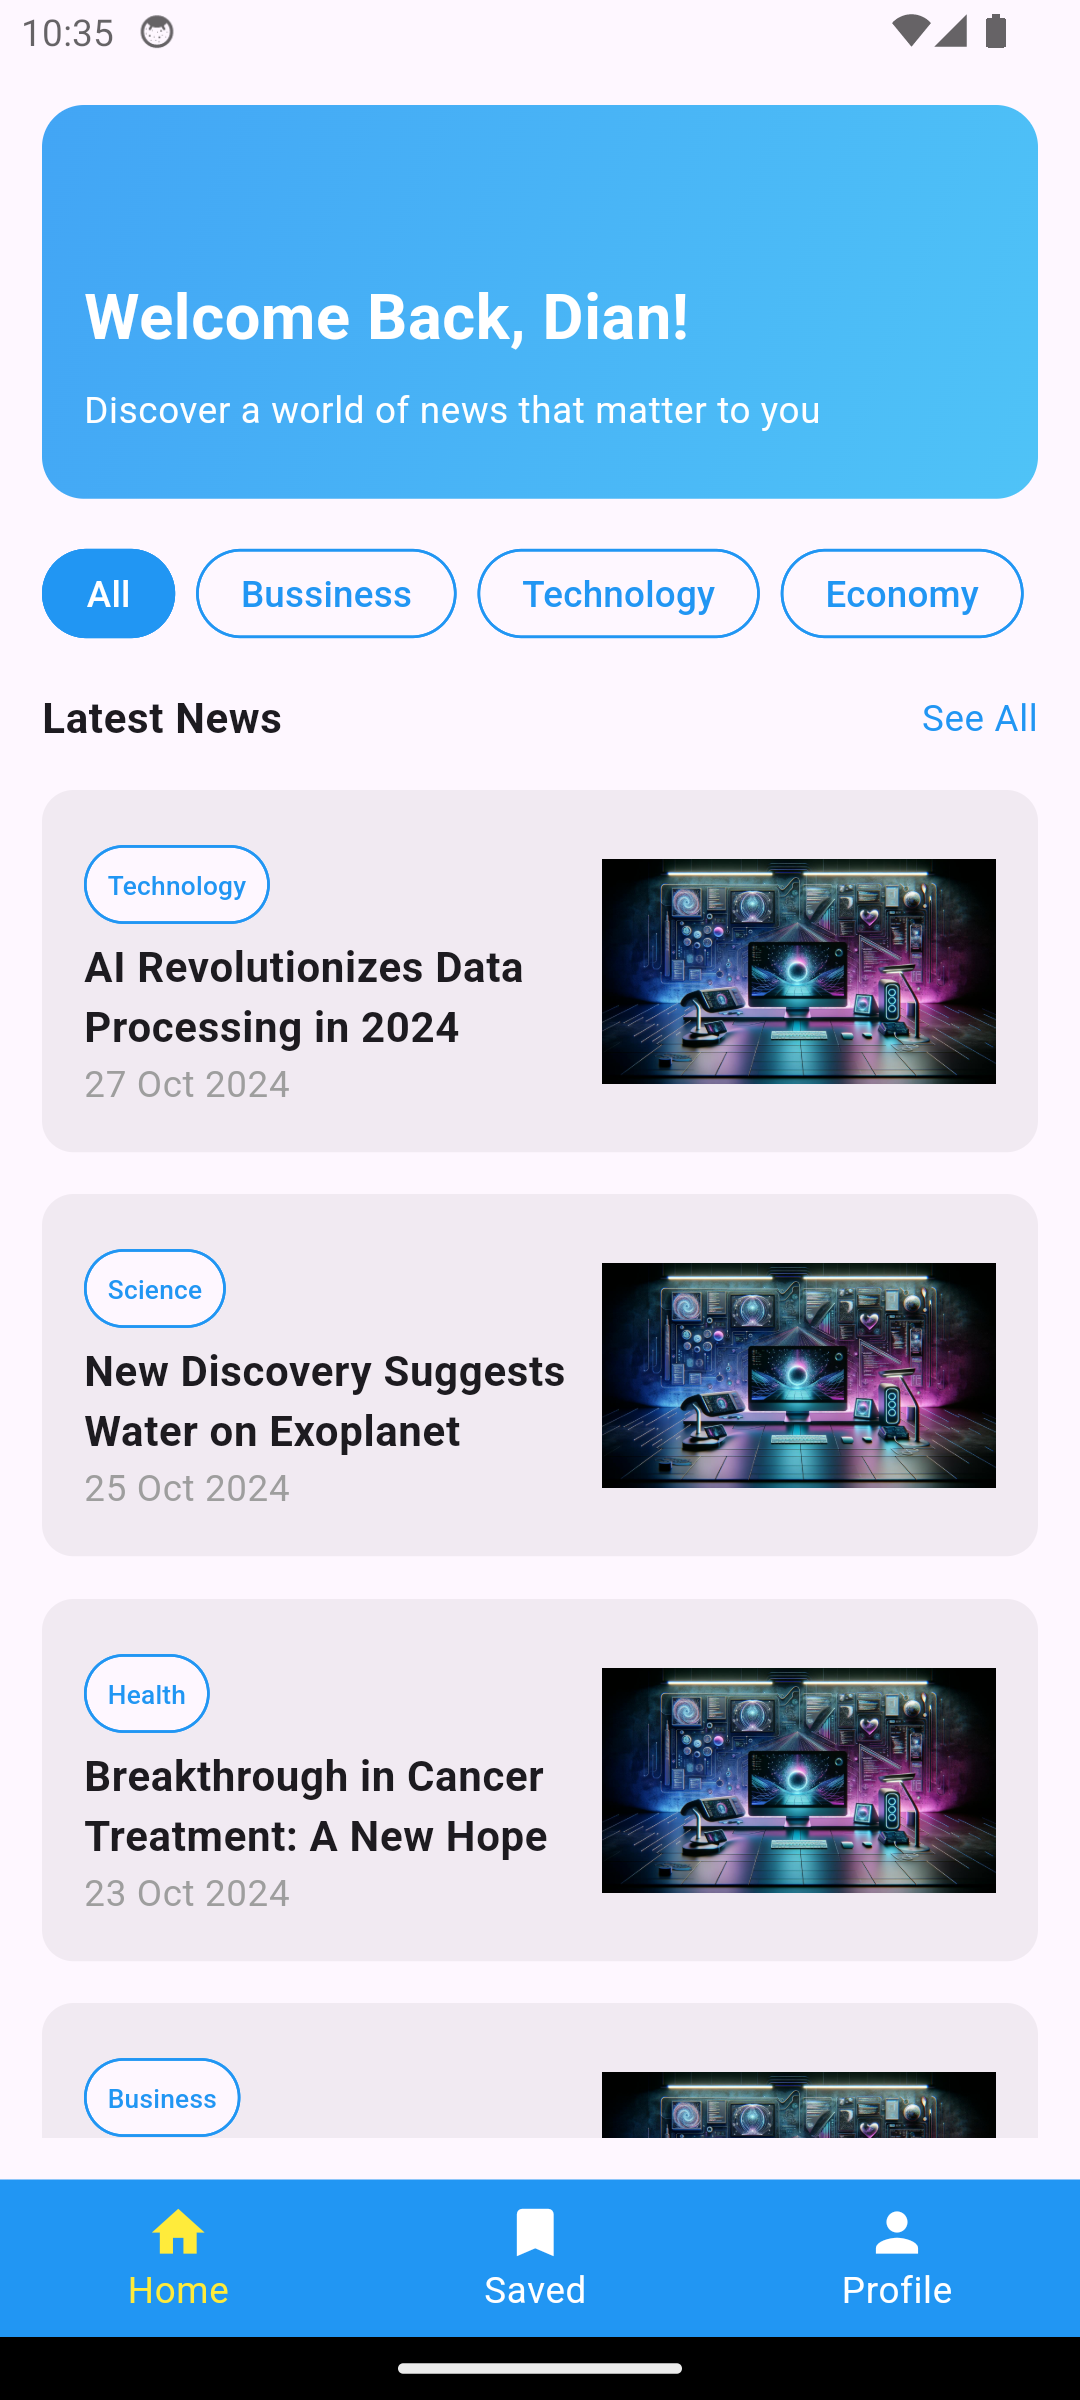 10:35
Welcome Back, Dian!
Discover a world of news that matter to you
All
Bussiness
Technology
Economy
Latest News
See All
Technology
AI Revolutionizes Data
Processing in 2024
27 Oct 2024
Science
New Discovery Suggests
Water on Exoplanet
25 Oct 2024
Health
Breakthrough in Cancer
Treatment: A New Hope
23 Oct 2024
Business
Home
Saved
Profile